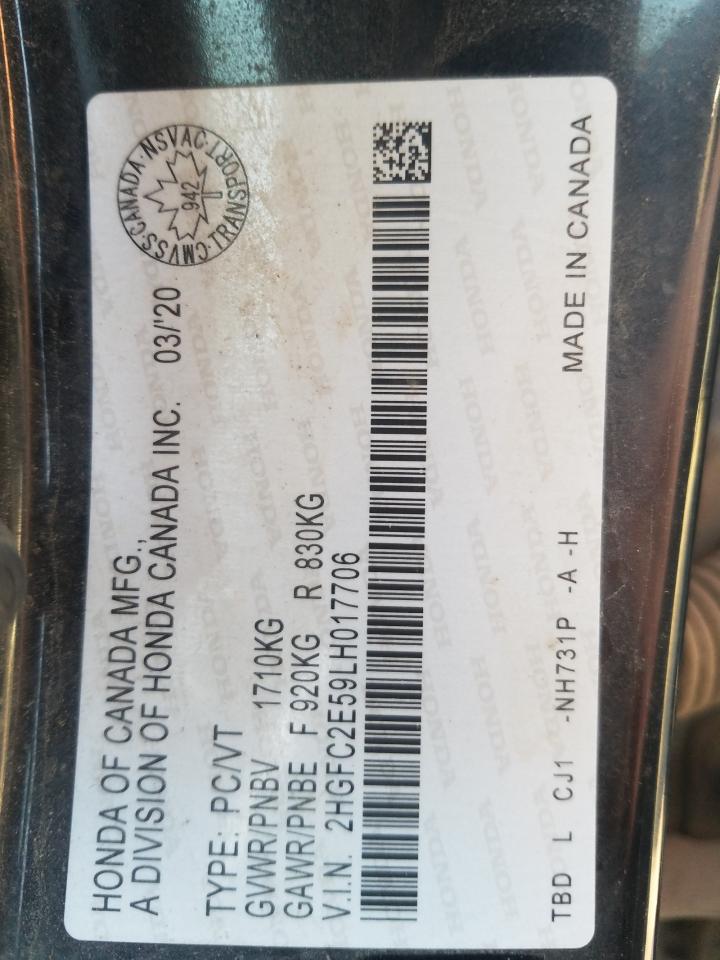 HONDA OF CANADA MFG.,
A DIVISION OF HONDA CANADA INC. 03/'20
CMVSS·CANADA·NSVAC·TRANSPORT·
942
TYPE: PC/VT
GVWR/PNBV 1710KG
GAWR/PNBE F 920KG R 830KG
V.I.N. 2HGFC2E59LH017706
TBD L CJ1 -NH731P -A -H MADE IN CANADA